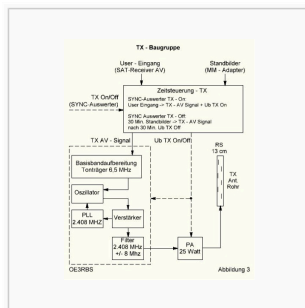 TX - Baugruppe
User - Eingang
(SAT-Receiver AV)
Standbilder
(MM - Adapter)
TX On/Off
(SYNC-Auswerter)
Zeitsteuerung - TX
SYNC-Auswerter TX - On:
User Eingang -> TX - AV Signal + Ub TX On
SYNC Auswerter TX - Off:
30 Min. Standbilder -> TX - AV Signal
nach 30 Min. Ub TX Off
TX AV - Signal
Ub TX On/Off
RS
13 cm
Basisbandaufbereitung
Tonträger 6,5 MHz
TX
Ant.
Rohr
Oszillator
PLL
2.408 MHZ
Verstärker
Filter
2.408 MHz
+/- 8 Mhz
PA
25 Watt
OE3RBS
Abbildung 3